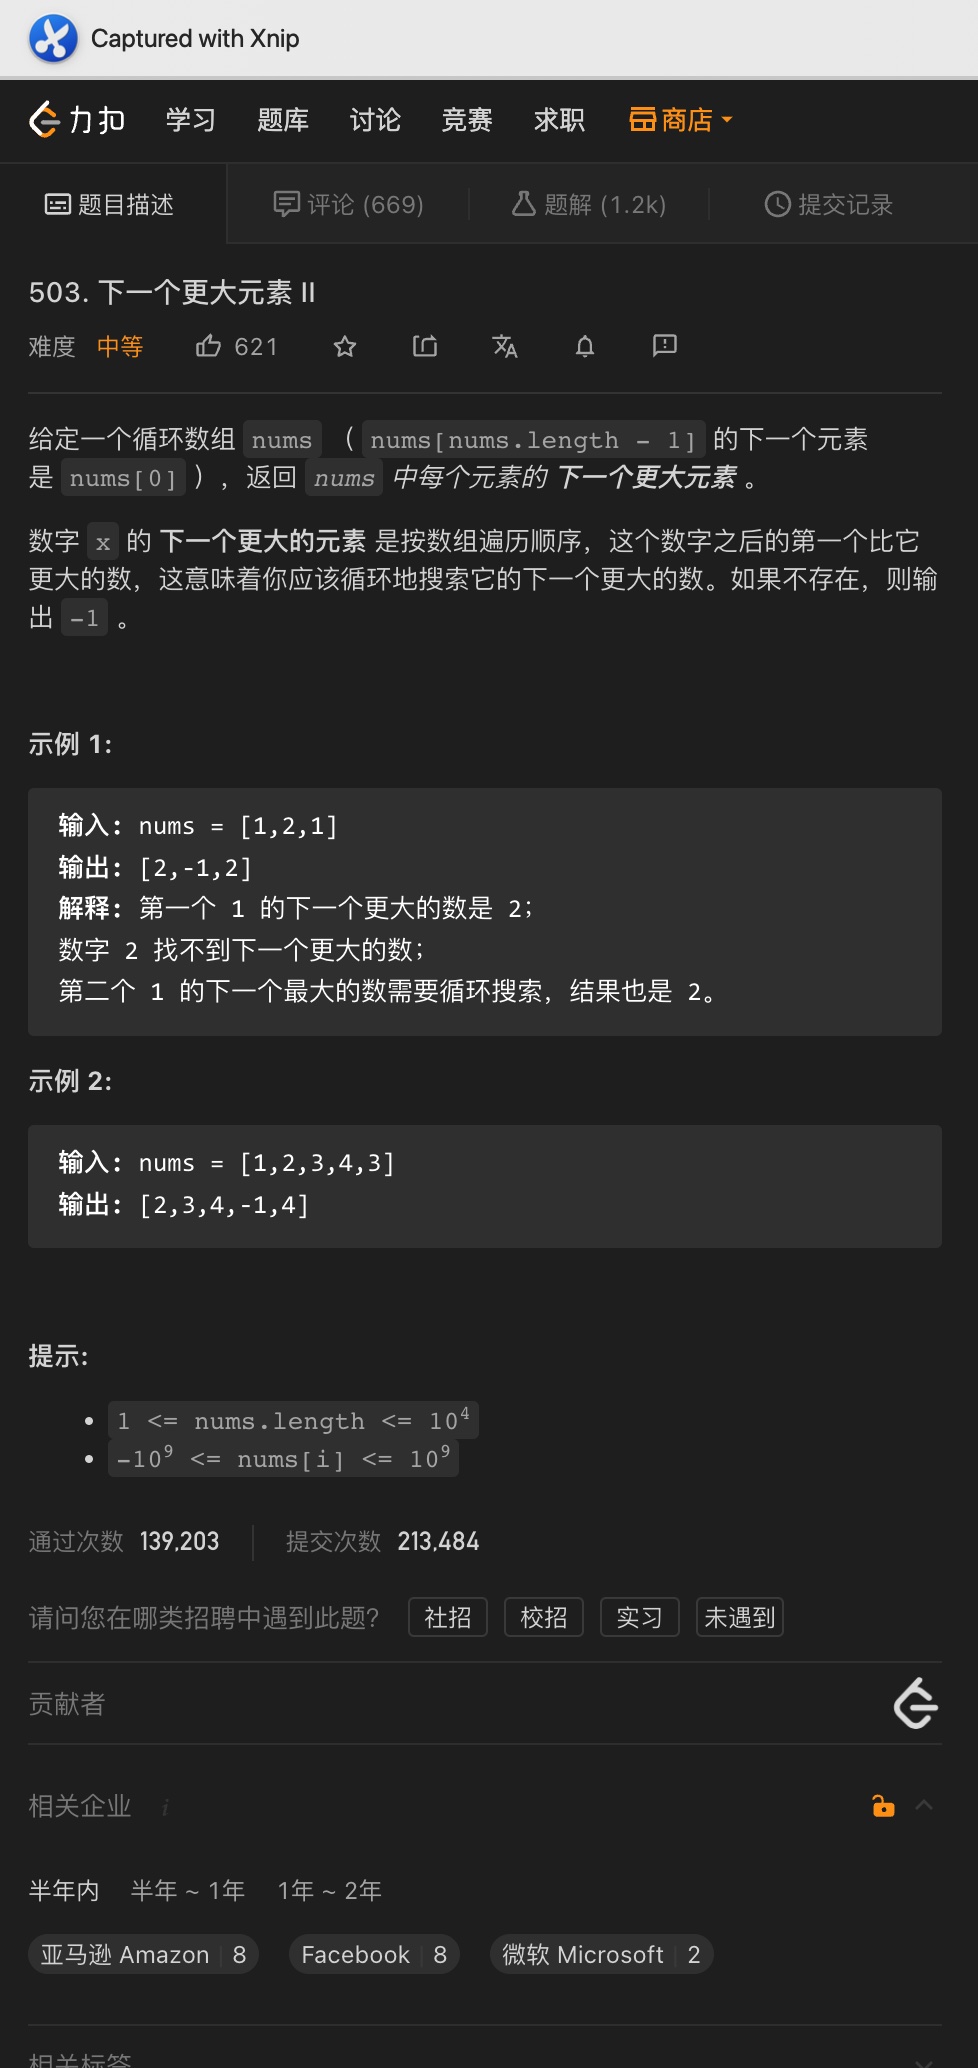 Captured with Xnip
力扣 学习 题库 讨论 竞赛 求职 商店
题目描述 评论 (669) 题解 (1.2k) 提交记录
503. 下一个更大元素 II
难度 中等 621
给定一个循环数组 nums （ nums[nums.length - 1] 的下一个元素
是 nums[0] ），返回 nums 中每个元素的 下一个更大元素 。
数字 x 的 下一个更大的元素 是按数组遍历顺序，这个数字之后的第一个比它
更大的数，这意味着你应该循环地搜索它的下一个更大的数。如果不存在，则输
出 -1 。
示例 1:
输入: nums = [1,2,1]
输出: [2,-1,2]
解释: 第一个 1 的下一个更大的数是 2；
数字 2 找不到下一个更大的数；
第二个 1 的下一个最大的数需要循环搜索，结果也是 2。
示例 2:
输入: nums = [1,2,3,4,3]
输出: [2,3,4,-1,4]
提示:
1 <= nums.length <= 10⁴
-10⁹ <= nums[i] <= 10⁹
通过次数 139,203 提交次数 213,484
请问您在哪类招聘中遇到此题？ 社招 校招 实习 未遇到
贡献者
相关企业 i
半年内 半年 ~ 1年 1年 ~ 2年
亚马逊 Amazon 8 Facebook 8 微软 Microsoft 2
相关标签